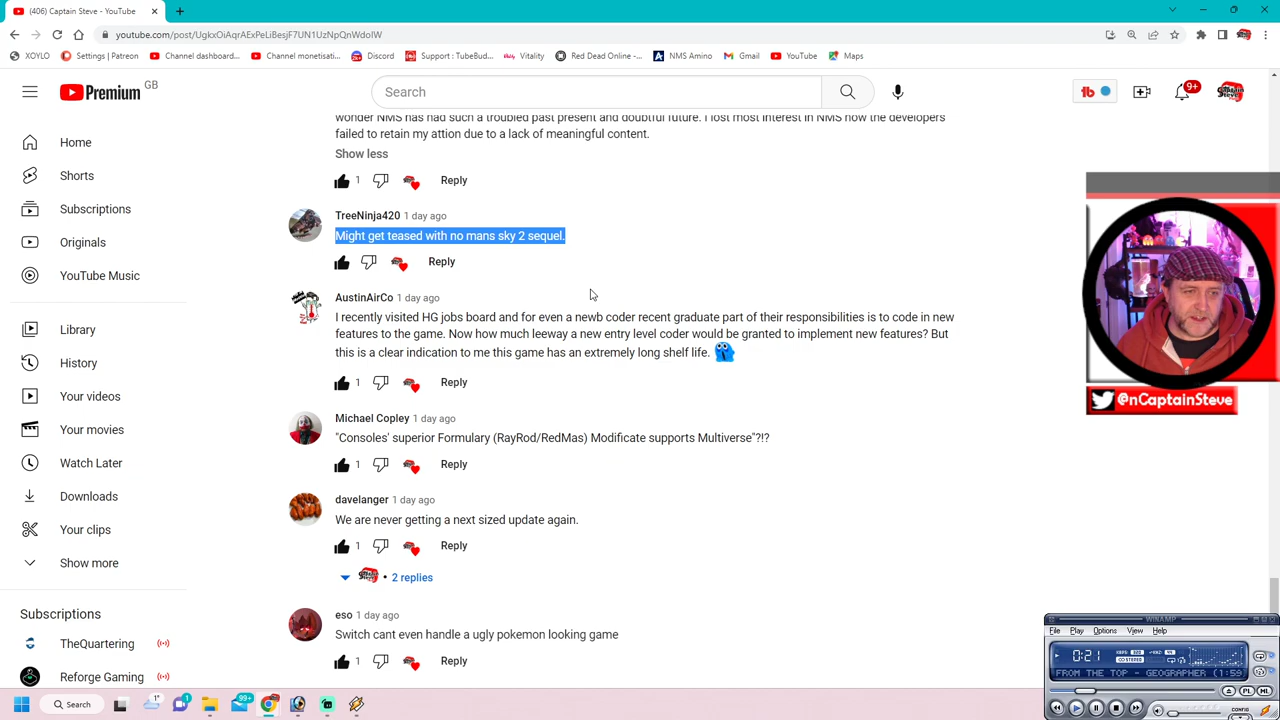 (406) Captain Steve - YouTube
youtube.com/post/UgkxOiAqrAExPeLiBesjF7UN1UzNpQnWdoIW
XOYLO
Settings | Patreon
Channel dashboard...
Channel monetisati...
Discord
Support : TubeBud...
Vitality
Red Dead Online -...
NMS Amino
Gmail
YouTube
Maps
Premium
GB
Search
9+
wonder NMS has had such a troubled past present and doubtful future. I lost most interest in NMS now the developers
failed to retain my attion due to a lack of meaningful content.
Show less
1 Reply
Home
Shorts
Subscriptions
Originals
YouTube Music
Library
History
Your videos
Your movies
Watch Later
Downloads
Your clips
Show more
Subscriptions
TheQuartering
Reforge Gaming
TreeNinja420 1 day ago
Might get teased with no mans sky 2 sequel.
Reply
AustinAirCo 1 day ago
I recently visited HG jobs board and for even a newb coder recent graduate part of their responsibilities is to code in new
features to the game. Now how much leeway a new entry level coder would be granted to implement new features? But
this is a clear indication to me this game has an extremely long shelf life.
1 Reply
Michael Copley 1 day ago
"Consoles' superior Formulary (RayRod/RedMas) Modificate supports Multiverse"?!?
1 Reply
davelanger 1 day ago
We are never getting a next sized update again.
1 Reply
2 replies
eso 1 day ago
Switch cant even handle a ugly pokemon looking game
1 Reply
@nCaptainSteve
WINAMP
File Play Options View Help
0:21
FROM THE TOP - GEOGRAPHER (1:59)
PL ML
CONFIG
Search
1°
1
99+